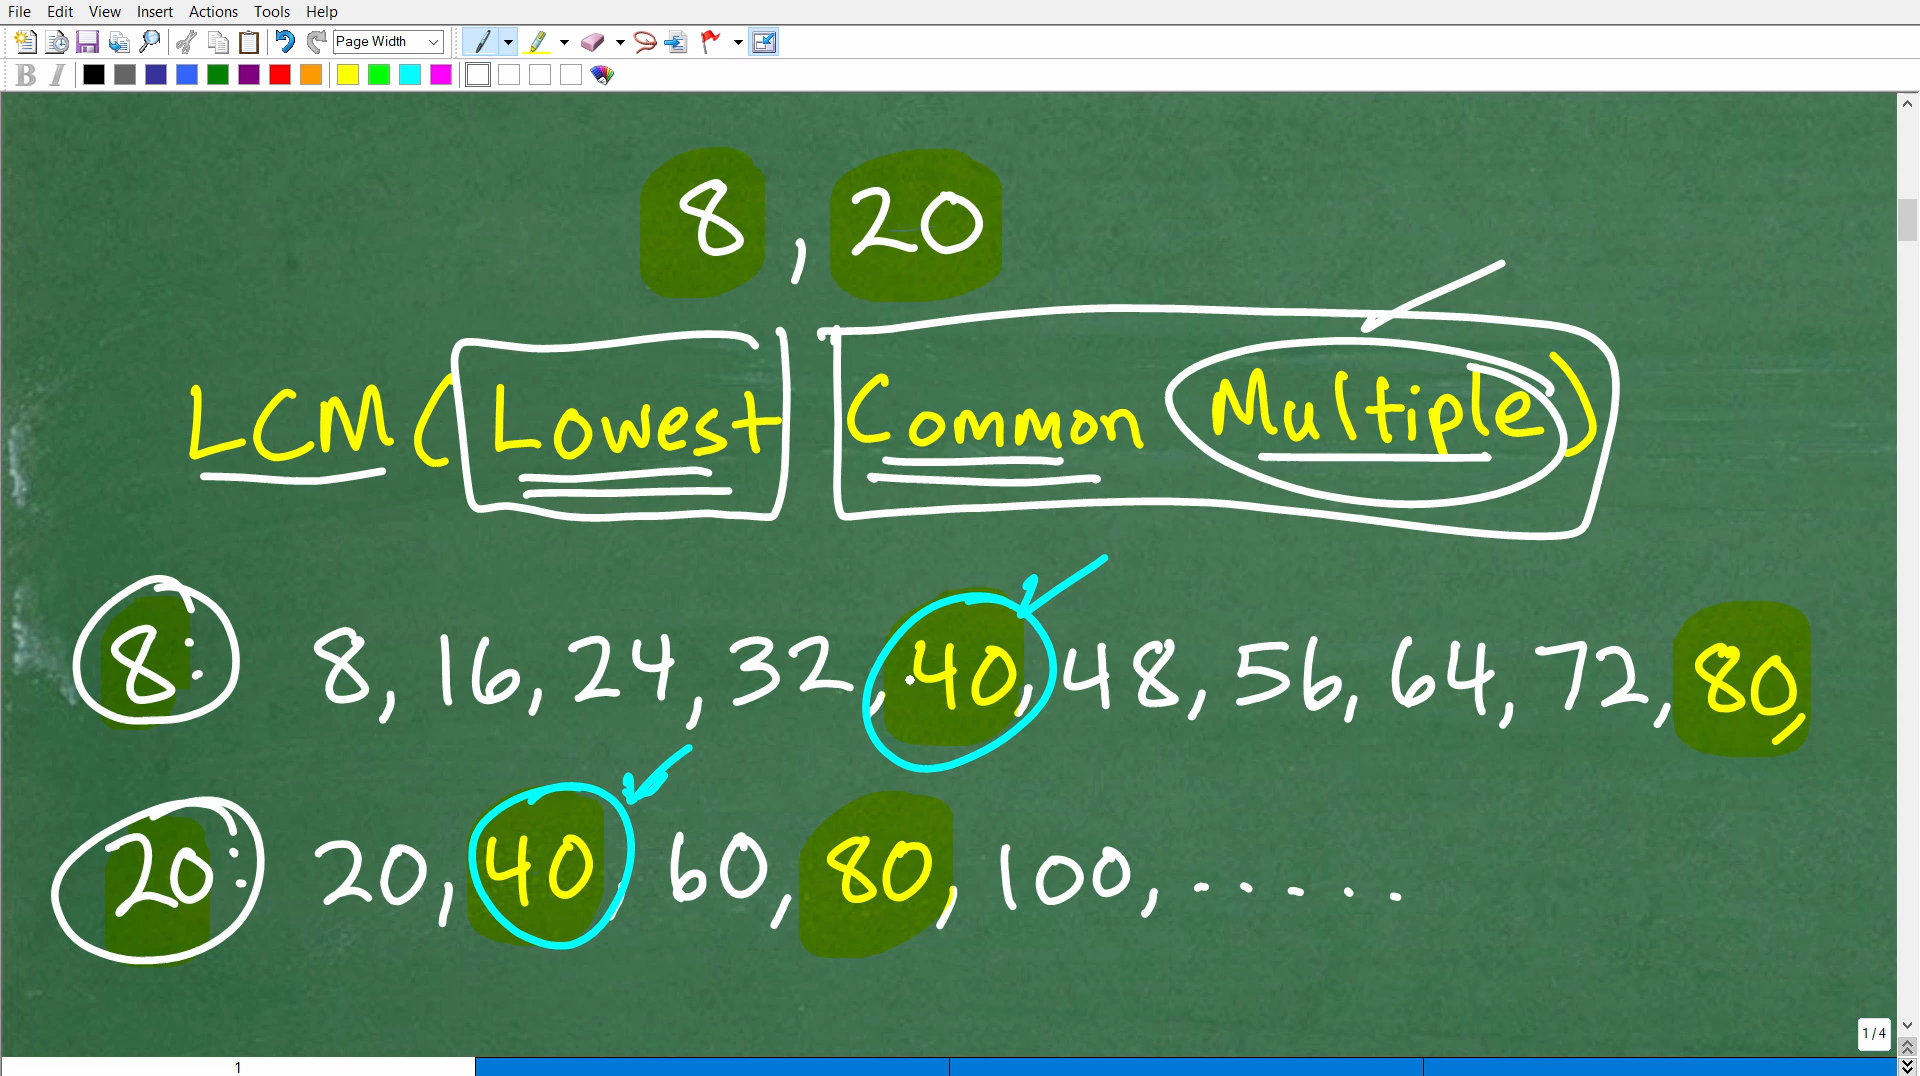 File Edit View Insert Actions Tools Help
Page Width
B I
8, 20
LCM (Lowest Common Multiple)
8: 8, 16, 24, 32, 40, 48, 56, 64, 72, 80,
20: 20, 40, 60, 80, 100, .....
1/4
1